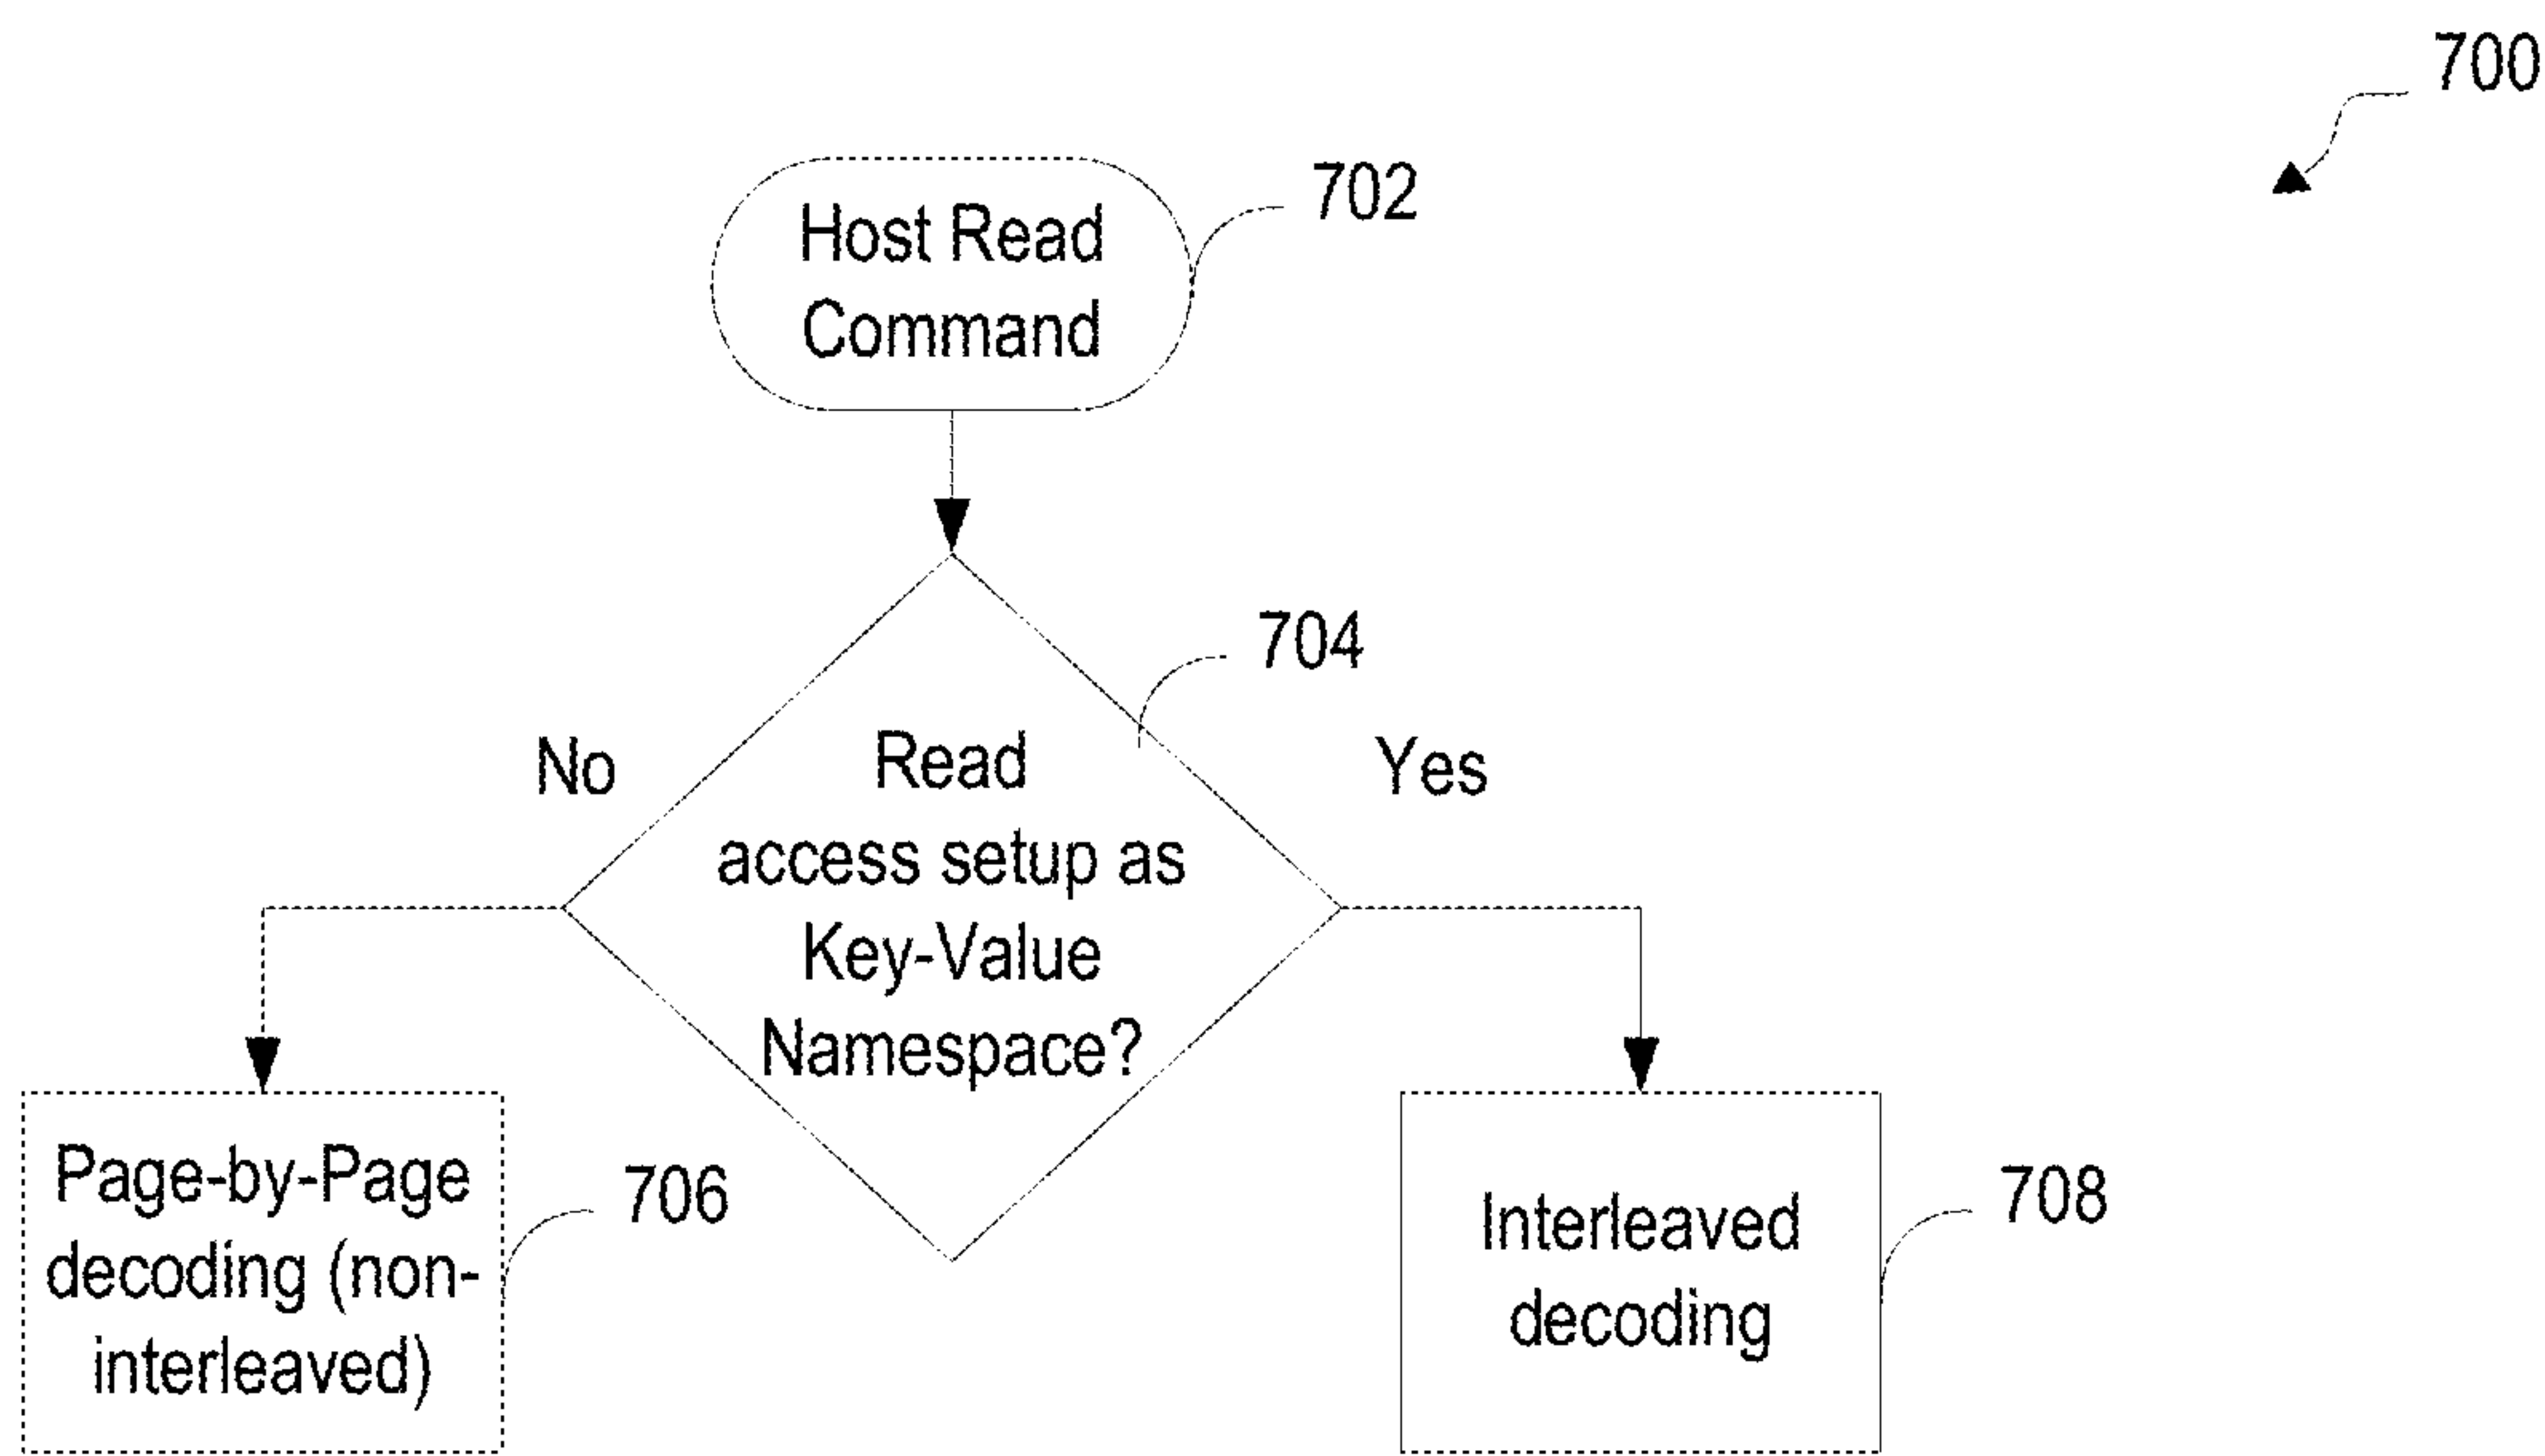 700
Host Read
Command
702
704
No
Yes
Read
access setup as
Key-Value
Namespace?
Page-by-Page
decoding (non-
interleaved)
706
Interleaved
decoding
708